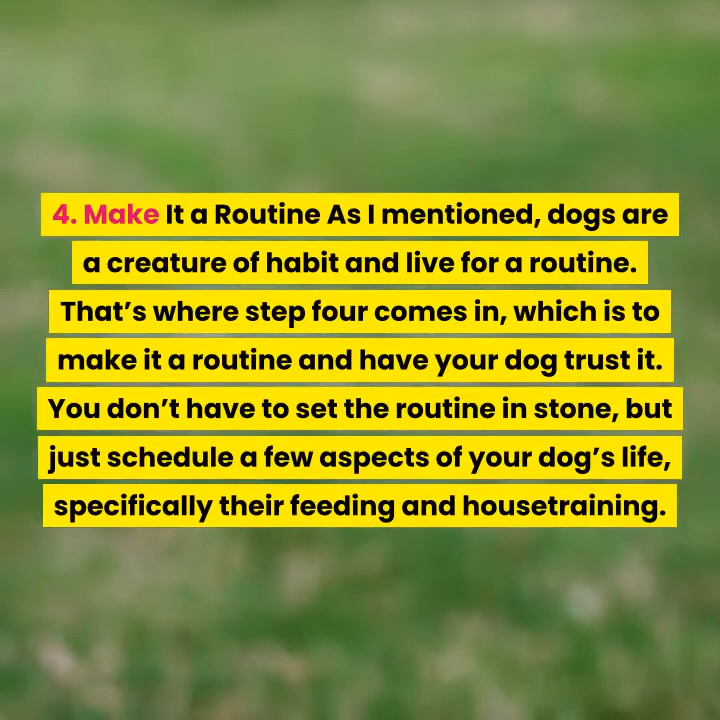 4. Make It a Routine As I mentioned, dogs are
a creature of habit and live for a routine.
That’s where step four comes in, which is to
make it a routine and have your dog trust it.
You don’t have to set the routine in stone, but
just schedule a few aspects of your dog’s life,
specifically their feeding and housetraining.